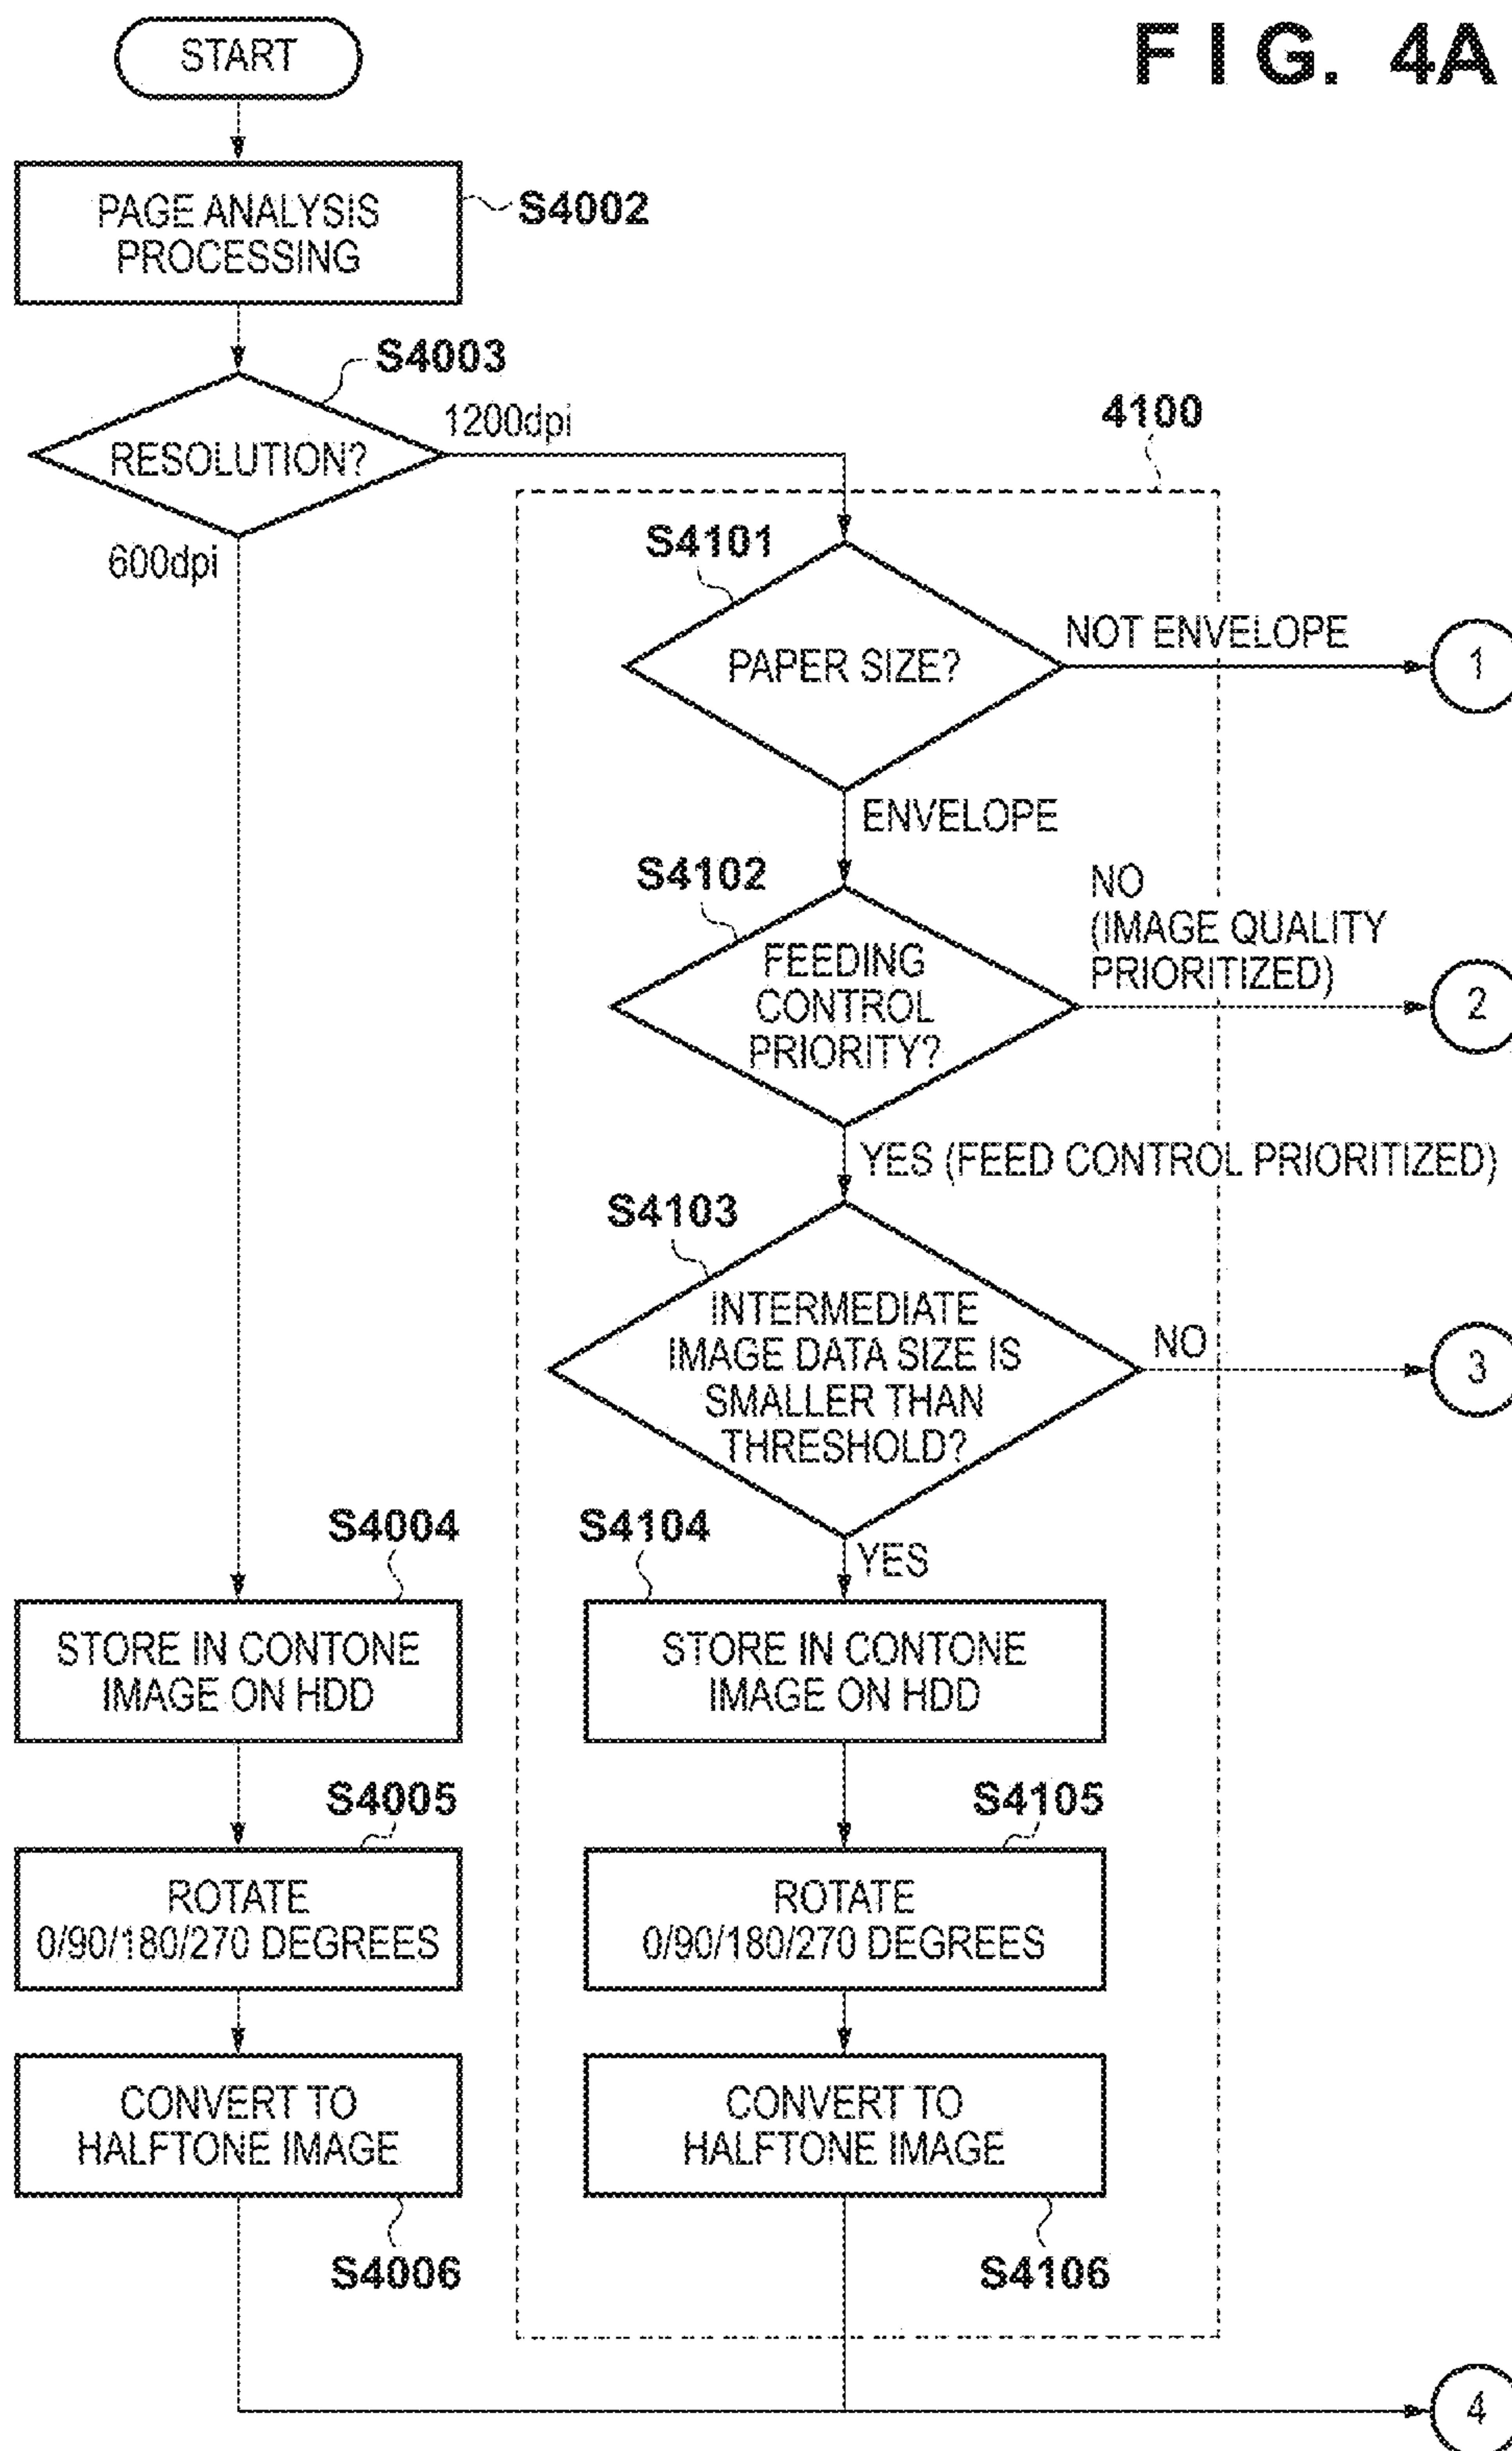 FIG. 4A
START
PAGE ANALYSIS
PROCESSING
S4002
S4003
RESOLUTION?
1200dpi
600dpi
4100
S4101
PAPER SIZE?
NOT ENVELOPE
1
ENVELOPE
S4102
FEEDING
CONTROL
PRIORITY?
NO
(IMAGE QUALITY
PRIORITIZED)
2
YES (FEED CONTROL PRIORITIZED)
S4103
INTERMEDIATE
IMAGE DATA SIZE IS
SMALLER THAN
THRESHOLD?
NO
3
YES
S4004
STORE IN CONTONE
IMAGE ON HDD
S4104
STORE IN CONTONE
IMAGE ON HDD
S4005
ROTATE
0/90/180/270 DEGREES
S4105
ROTATE
0/90/180/270 DEGREES
CONVERT TO
HALFTONE IMAGE
S4006
CONVERT TO
HALFTONE IMAGE
S4106
4